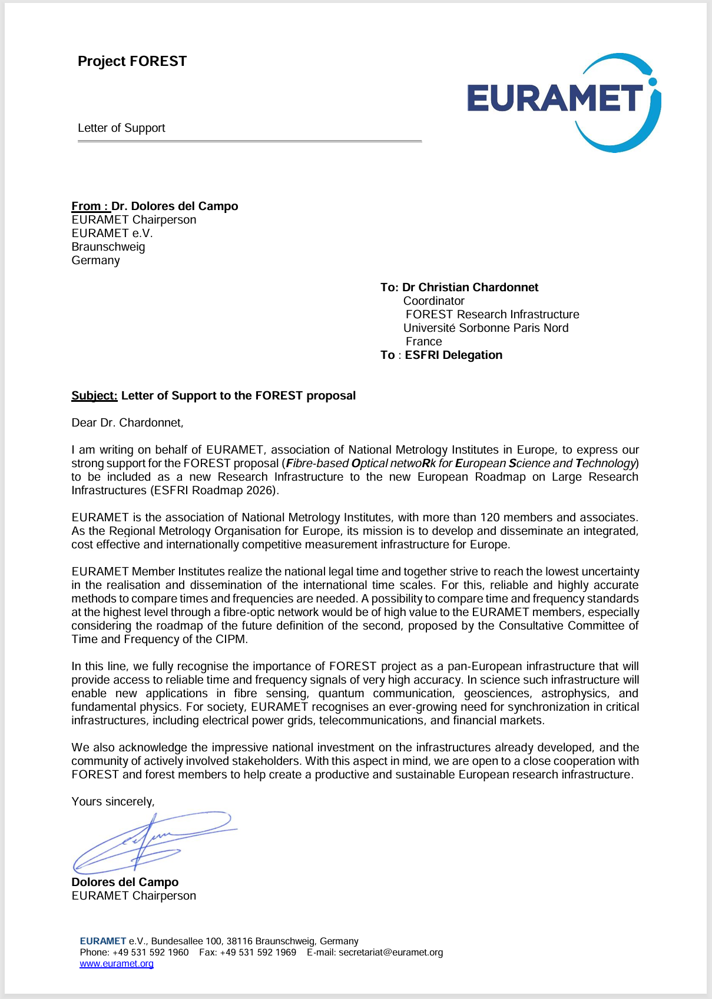 Project FOREST
EURAMET
Letter of Support
From : Dr. Dolores del Campo
EURAMET Chairperson
EURAMET e.V.
Braunschweig
Germany
To: Dr Christian Chardonnet
Coordinator
FOREST Research Infrastructure
Université Sorbonne Paris Nord
France
To : ESFRI Delegation
Subject: Letter of Support to the FOREST proposal
Dear Dr. Chardonnet,
I am writing on behalf of EURAMET, association of National Metrology Institutes in Europe, to express our
strong support for the FOREST proposal (Fibre-based Optical netwoRk for European Science and Technology)
to be included as a new Research Infrastructure to the new European Roadmap on Large Research
Infrastructures (ESFRI Roadmap 2026).
EURAMET is the association of National Metrology Institutes, with more than 120 members and associates.
As the Regional Metrology Organisation for Europe, its mission is to develop and disseminate an integrated,
cost effective and internationally competitive measurement infrastructure for Europe.
EURAMET Member Institutes realize the national legal time and together strive to reach the lowest uncertainty
in the realisation and dissemination of the international time scales. For this, reliable and highly accurate
methods to compare times and frequencies are needed. A possibility to compare time and frequency standards
at the highest level through a fibre-optic network would be of high value to the EURAMET members, especially
considering the roadmap of the future definition of the second, proposed by the Consultative Committee of
Time and Frequency of the CIPM.
In this line, we fully recognise the importance of FOREST project as a pan-European infrastructure that will
provide access to reliable time and frequency signals of very high accuracy. In science such infrastructure will
enable new applications in fibre sensing, quantum communication, geosciences, astrophysics, and
fundamental physics. For society, EURAMET recognises an ever-growing need for synchronization in critical
infrastructures, including electrical power grids, telecommunications, and financial markets.
We also acknowledge the impressive national investment on the infrastructures already developed, and the
community of actively involved stakeholders. With this aspect in mind, we are open to a close cooperation with
FOREST and forest members to help create a productive and sustainable European research infrastructure.
Yours sincerely,
Dolores del Campo
EURAMET Chairperson
EURAMET e.V., Bundesallee 100, 38116 Braunschweig, Germany
Phone: +49 531 592 1960 Fax: +49 531 592 1969 E-mail: secretariat@euramet.org
www.euramet.org